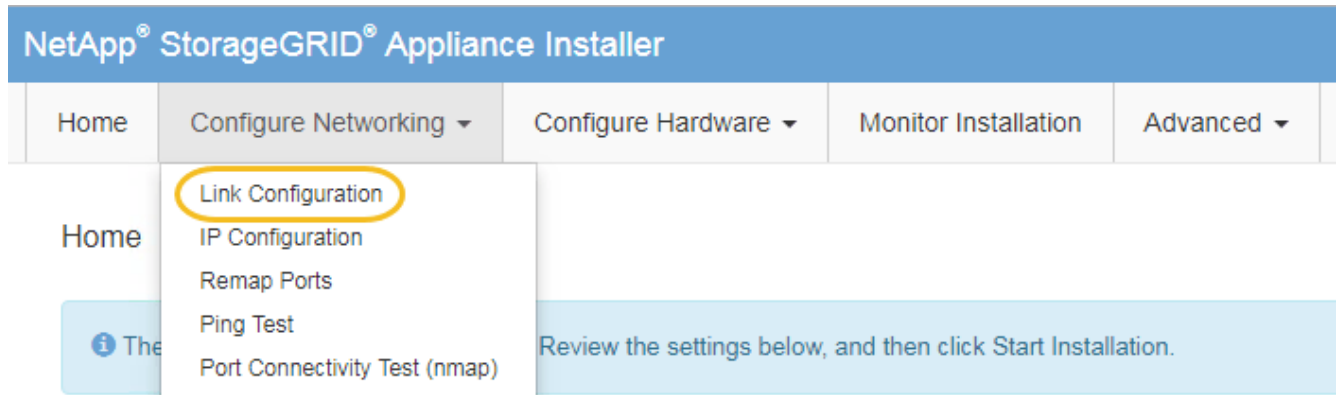 NetApp® StorageGRID® Appliance Installer
Home Configure Networking Configure Hardware Monitor Installation Advanced
Link Configuration
Home
IP Configuration
Remap Ports
Ping Test
The Review the settings below, and then click Start Installation.
Port Connectivity Test (nmap)